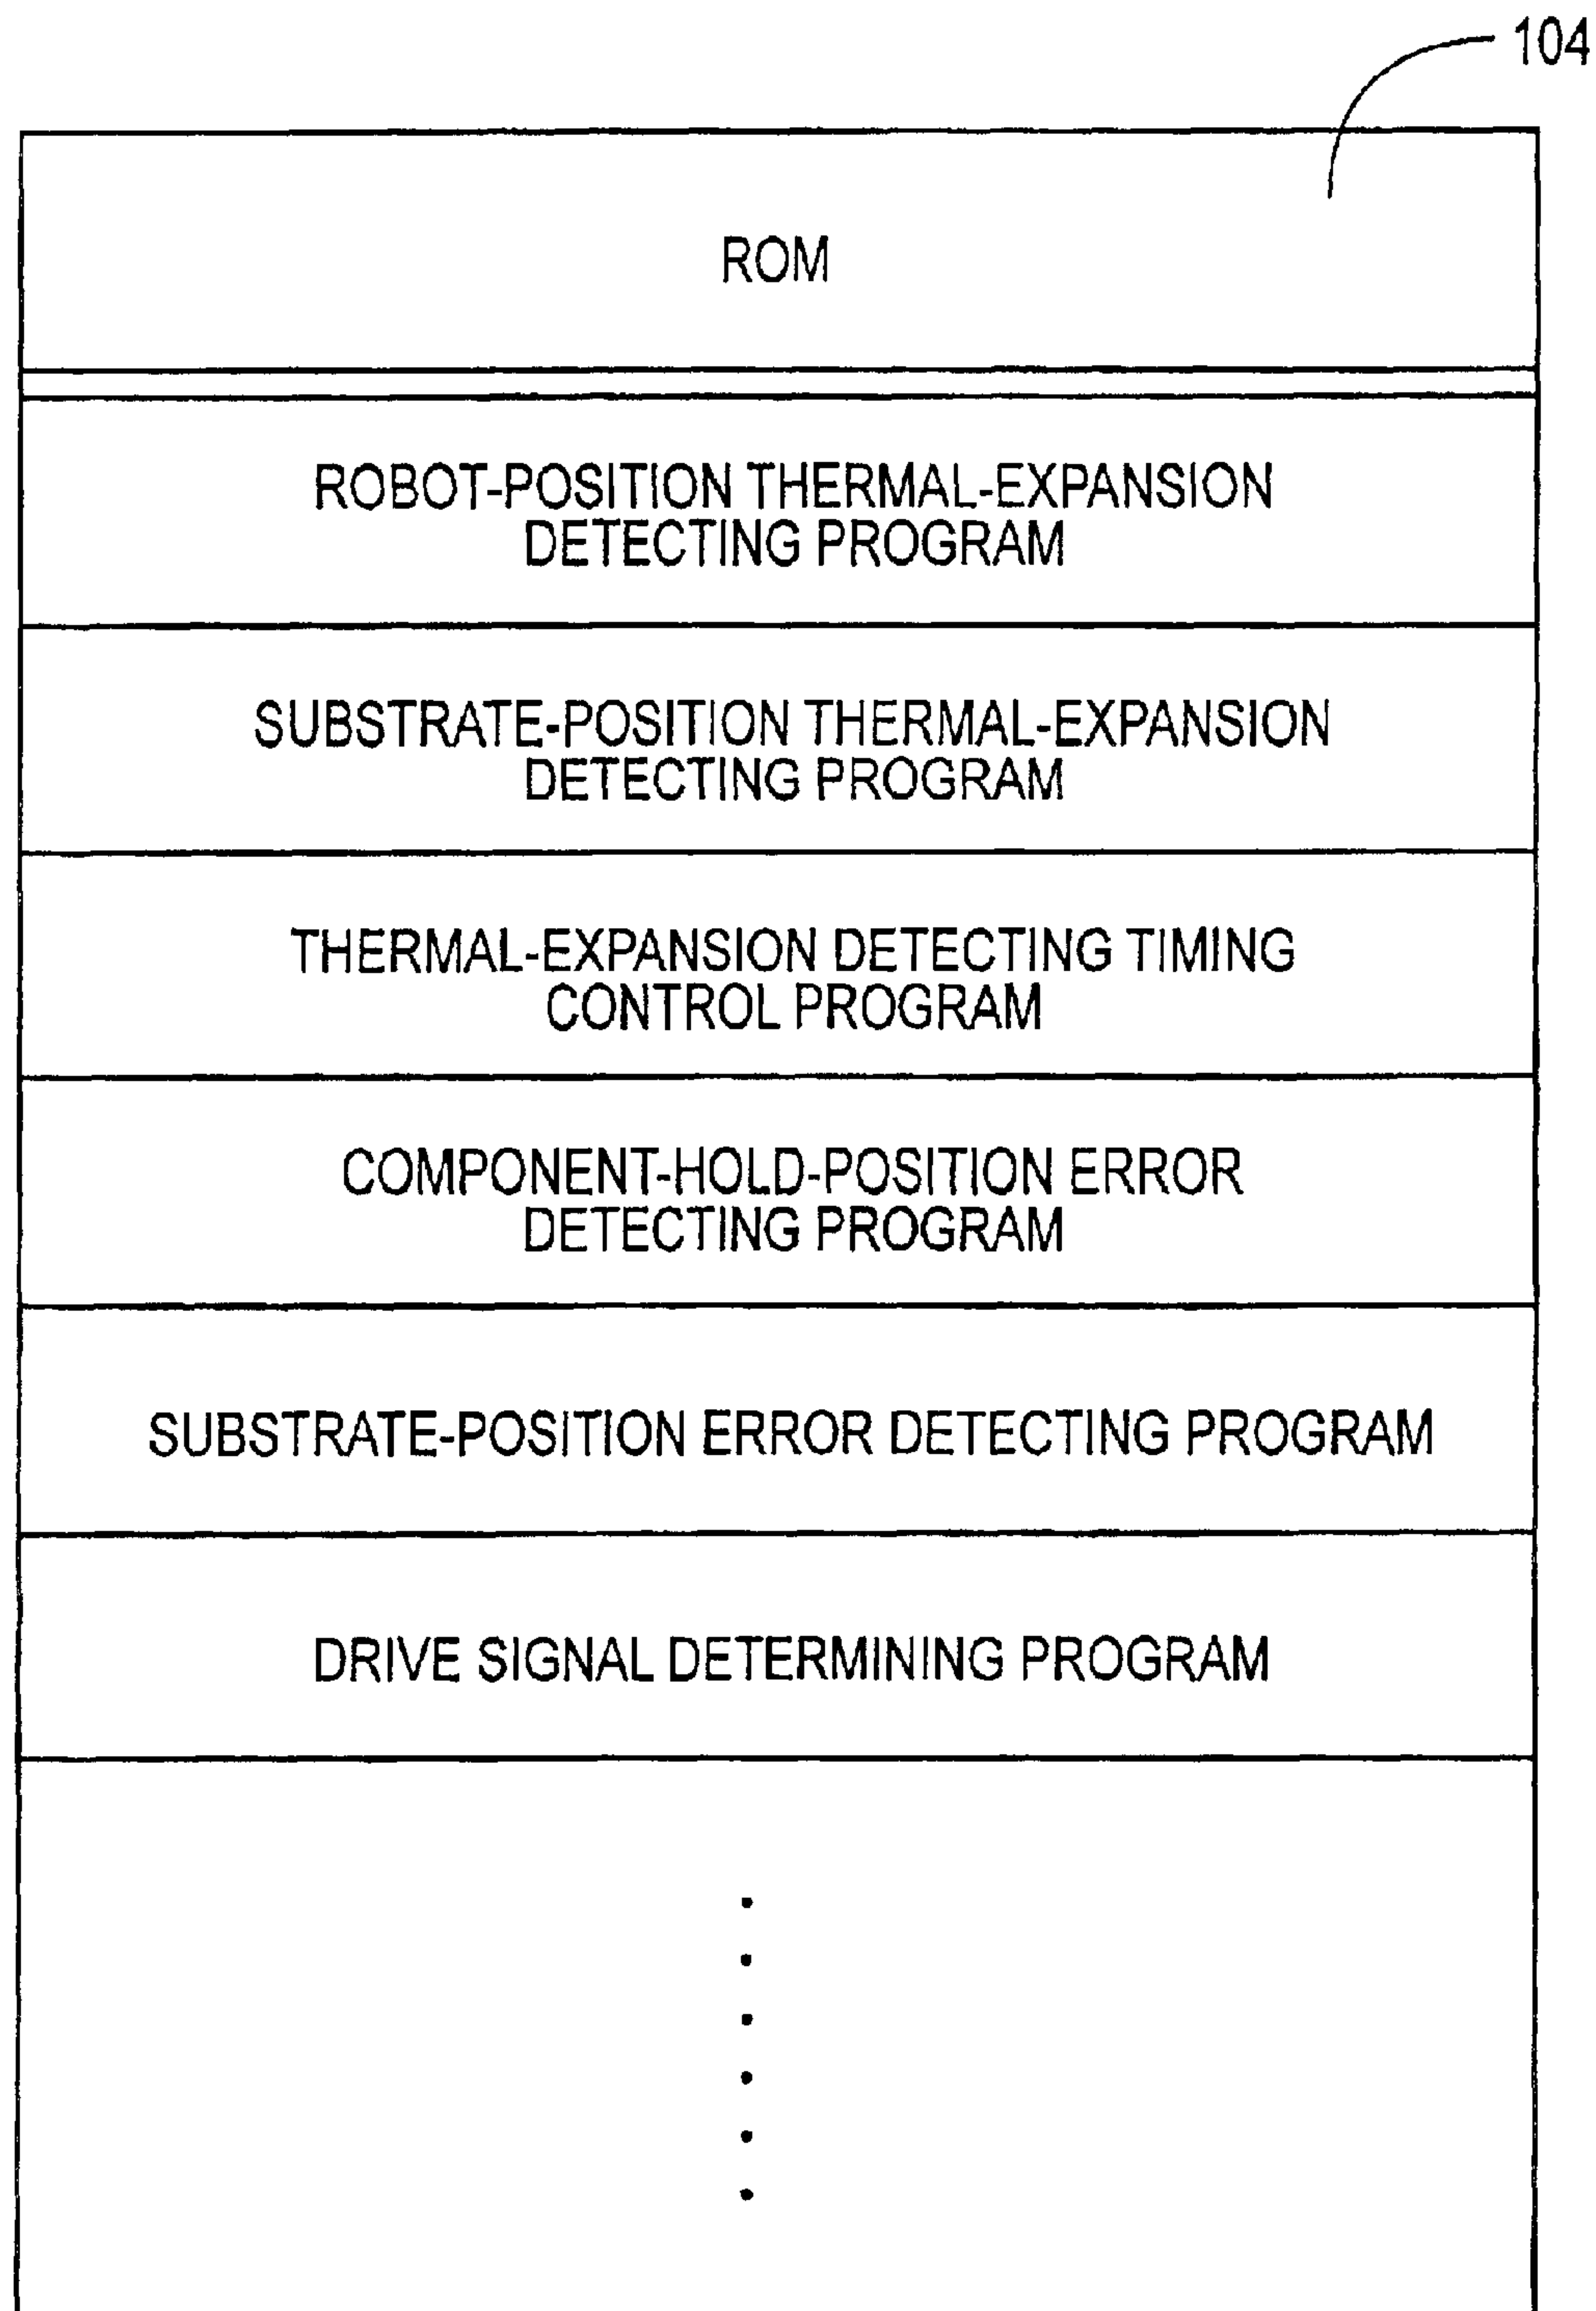 104
ROM
ROBOT-POSITION THERMAL-EXPANSION
DETECTING PROGRAM
SUBSTRATE-POSITION THERMAL-EXPANSION
DETECTING PROGRAM
THERMAL-EXPANSION DETECTING TIMING
CONTROL PROGRAM
COMPONENT-HOLD-POSITION ERROR
DETECTING PROGRAM
SUBSTRATE-POSITION ERROR DETECTING PROGRAM
DRIVE SIGNAL DETERMINING PROGRAM